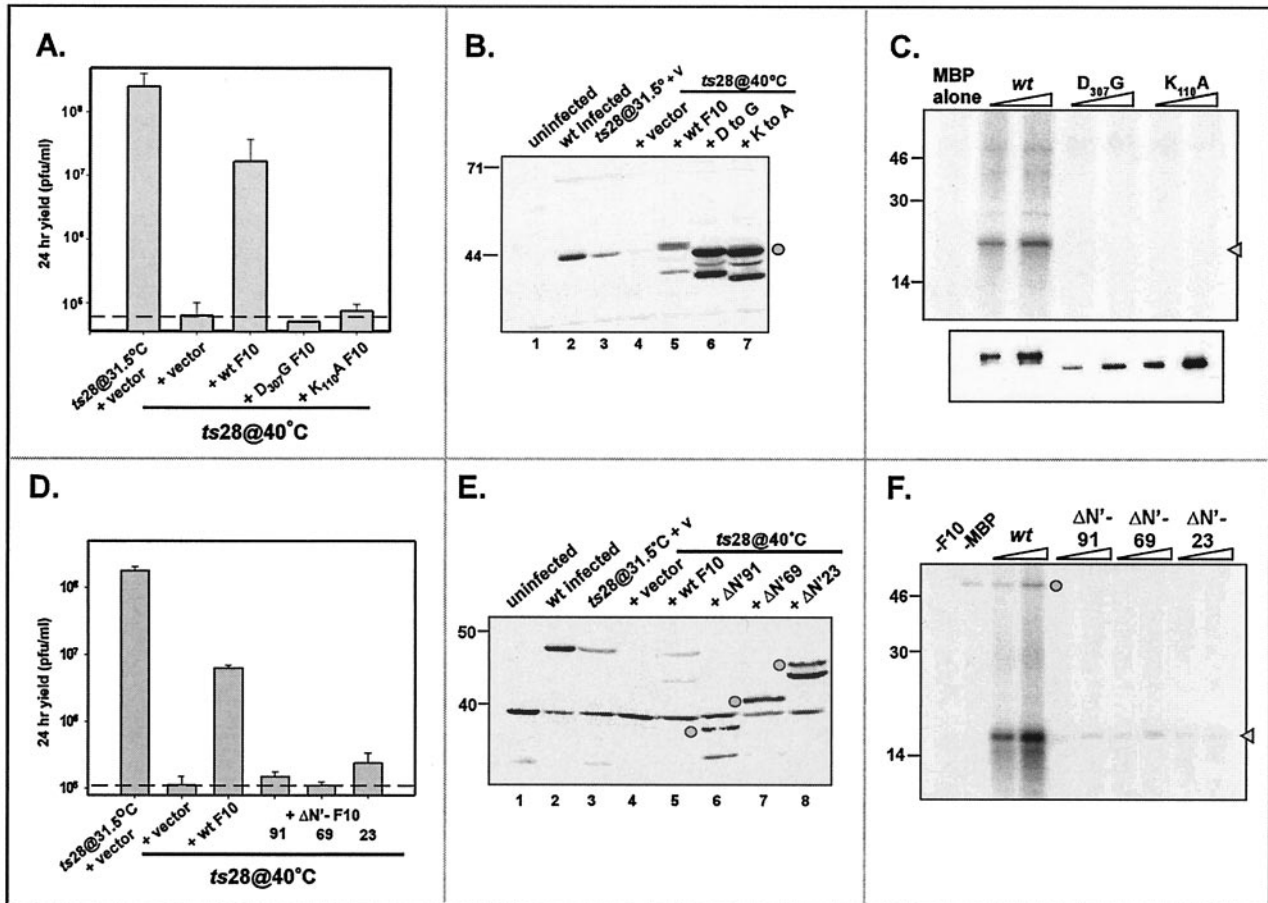 A.
24 hr yield (pfu/ml)
10⁸
10⁷
10⁶
10⁵
ts28@31.5°C + vector
+ vector
+ wt F10
+ D₃₀₇G F10
+ K₁₁₀A F10
ts28@40°C
B.
ts28@40°C
uninfected
wt infected
ts28@31.5° + v
+ vector
+ wt F10
+ D to G
+ K to A
71
44
1 2 3 4 5 6 7
C.
MBP alone
wt
D₃₀₇G
K₁₁₀A
46
30
14
D.
24 hr yield (pfu/ml)
10⁸
10⁷
10⁶
10⁵
ts28@31.5°C + vector
+ vector
+ wt F10
+ ΔN'- F10
91 69 23
ts28@40°C
E.
ts28@40°C
uninfected
wt infected
ts28@31.5°C + v
+ vector
+ wt F10
+ ΔN'91
+ ΔN'69
+ ΔN'23
50
40
1 2 3 4 5 6 7 8
F.
-F10
-MBP
wt
ΔN'-91
ΔN'-69
ΔN'-23
46
30
14